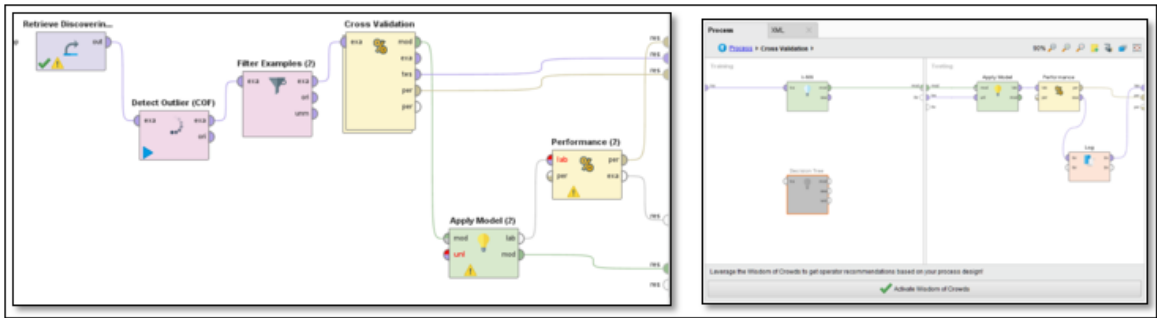 Retrieve Discoverin...
out
Detect Outlier (COF)
exa
exa
ori
Filter Examples (2)
exa
exa
ori
unm
Cross Validation
exa
mod
exa
tes
per
per
Performance (2)
lab
per
per
exa
Apply Model (2)
mod
unl
lab
mod
res
res
res
res
res
res
Process
XML
Process
Cross Validation
90%
Training
Testing
k-NN
Apply Model
Performance
Log
Decision Tree
Leverage the Wisdom of Crowds to get operator recommendations based on your process design!
Activate Wisdom of Crowds